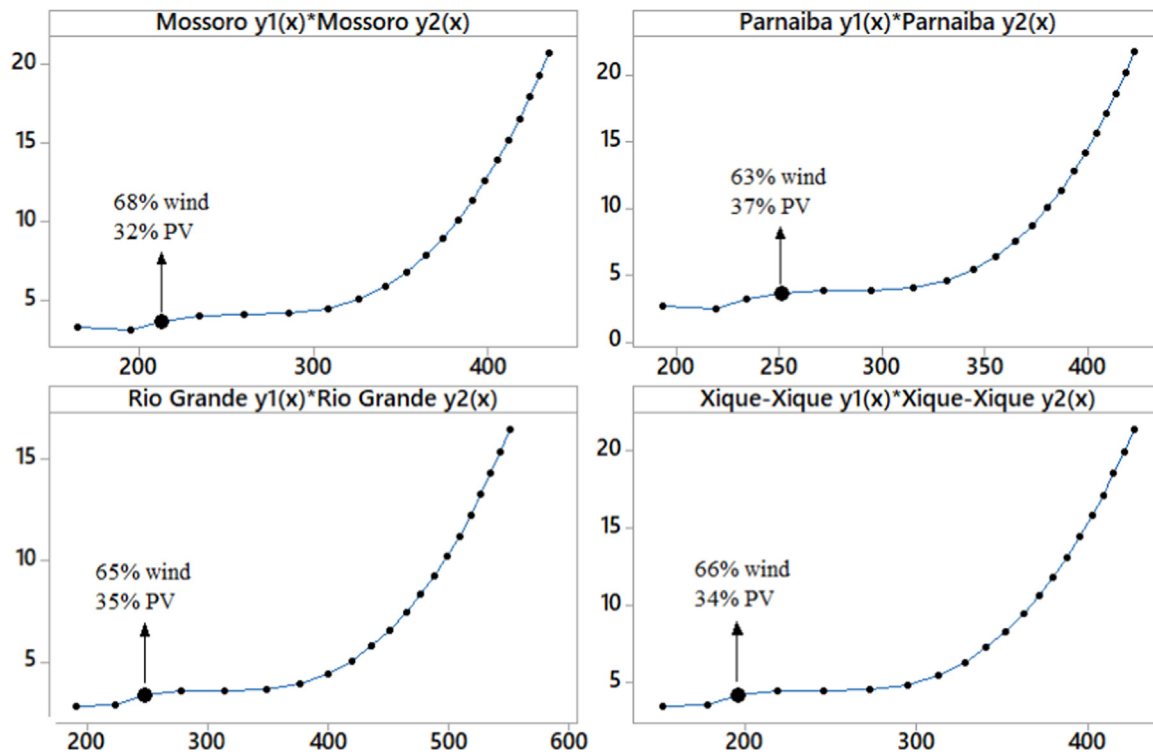 Mossoro y1(x)*Mossoro y2(x)
20
15
10
5
68% wind
32% PV
200
300
400
Parnaiba y1(x)*Parnaiba y2(x)
20
15
10
5
0
63% wind
37% PV
200
250
300
350
400
Rio Grande y1(x)*Rio Grande y2(x)
15
10
5
65% wind
35% PV
200
300
400
500
600
Xique-Xique y1(x)*Xique-Xique y2(x)
20
15
10
5
66% wind
34% PV
200
300
400